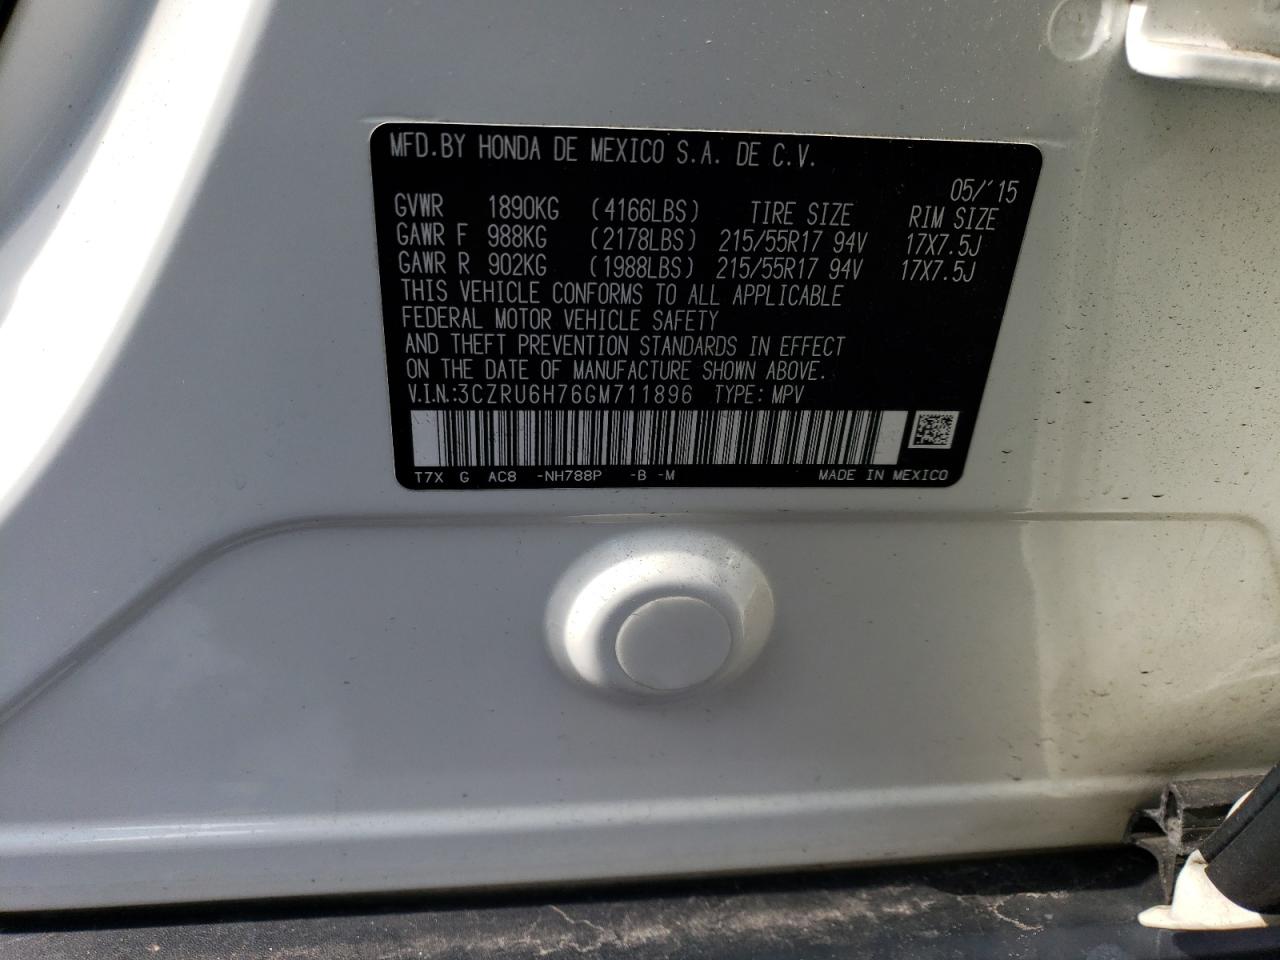 MFD.BY HONDA DE MEXICO S.A. DE C.V.
05/'15
GVWR 1890KG (4166LBS) TIRE SIZE RIM SIZE
GAWR F 988KG (2178LBS) 215/55R17 94V 17X7.5J
GAWR R 902KG (1988LBS) 215/55R17 94V 17X7.5J
THIS VEHICLE CONFORMS TO ALL APPLICABLE
FEDERAL MOTOR VEHICLE SAFETY
AND THEFT PREVENTION STANDARDS IN EFFECT
ON THE DATE OF MANUFACTURE SHOWN ABOVE.
V.I.N.:3CZRU6H76GM711896 TYPE: MPV
T7X G AC8 -NH788P -B -M MADE IN MEXICO